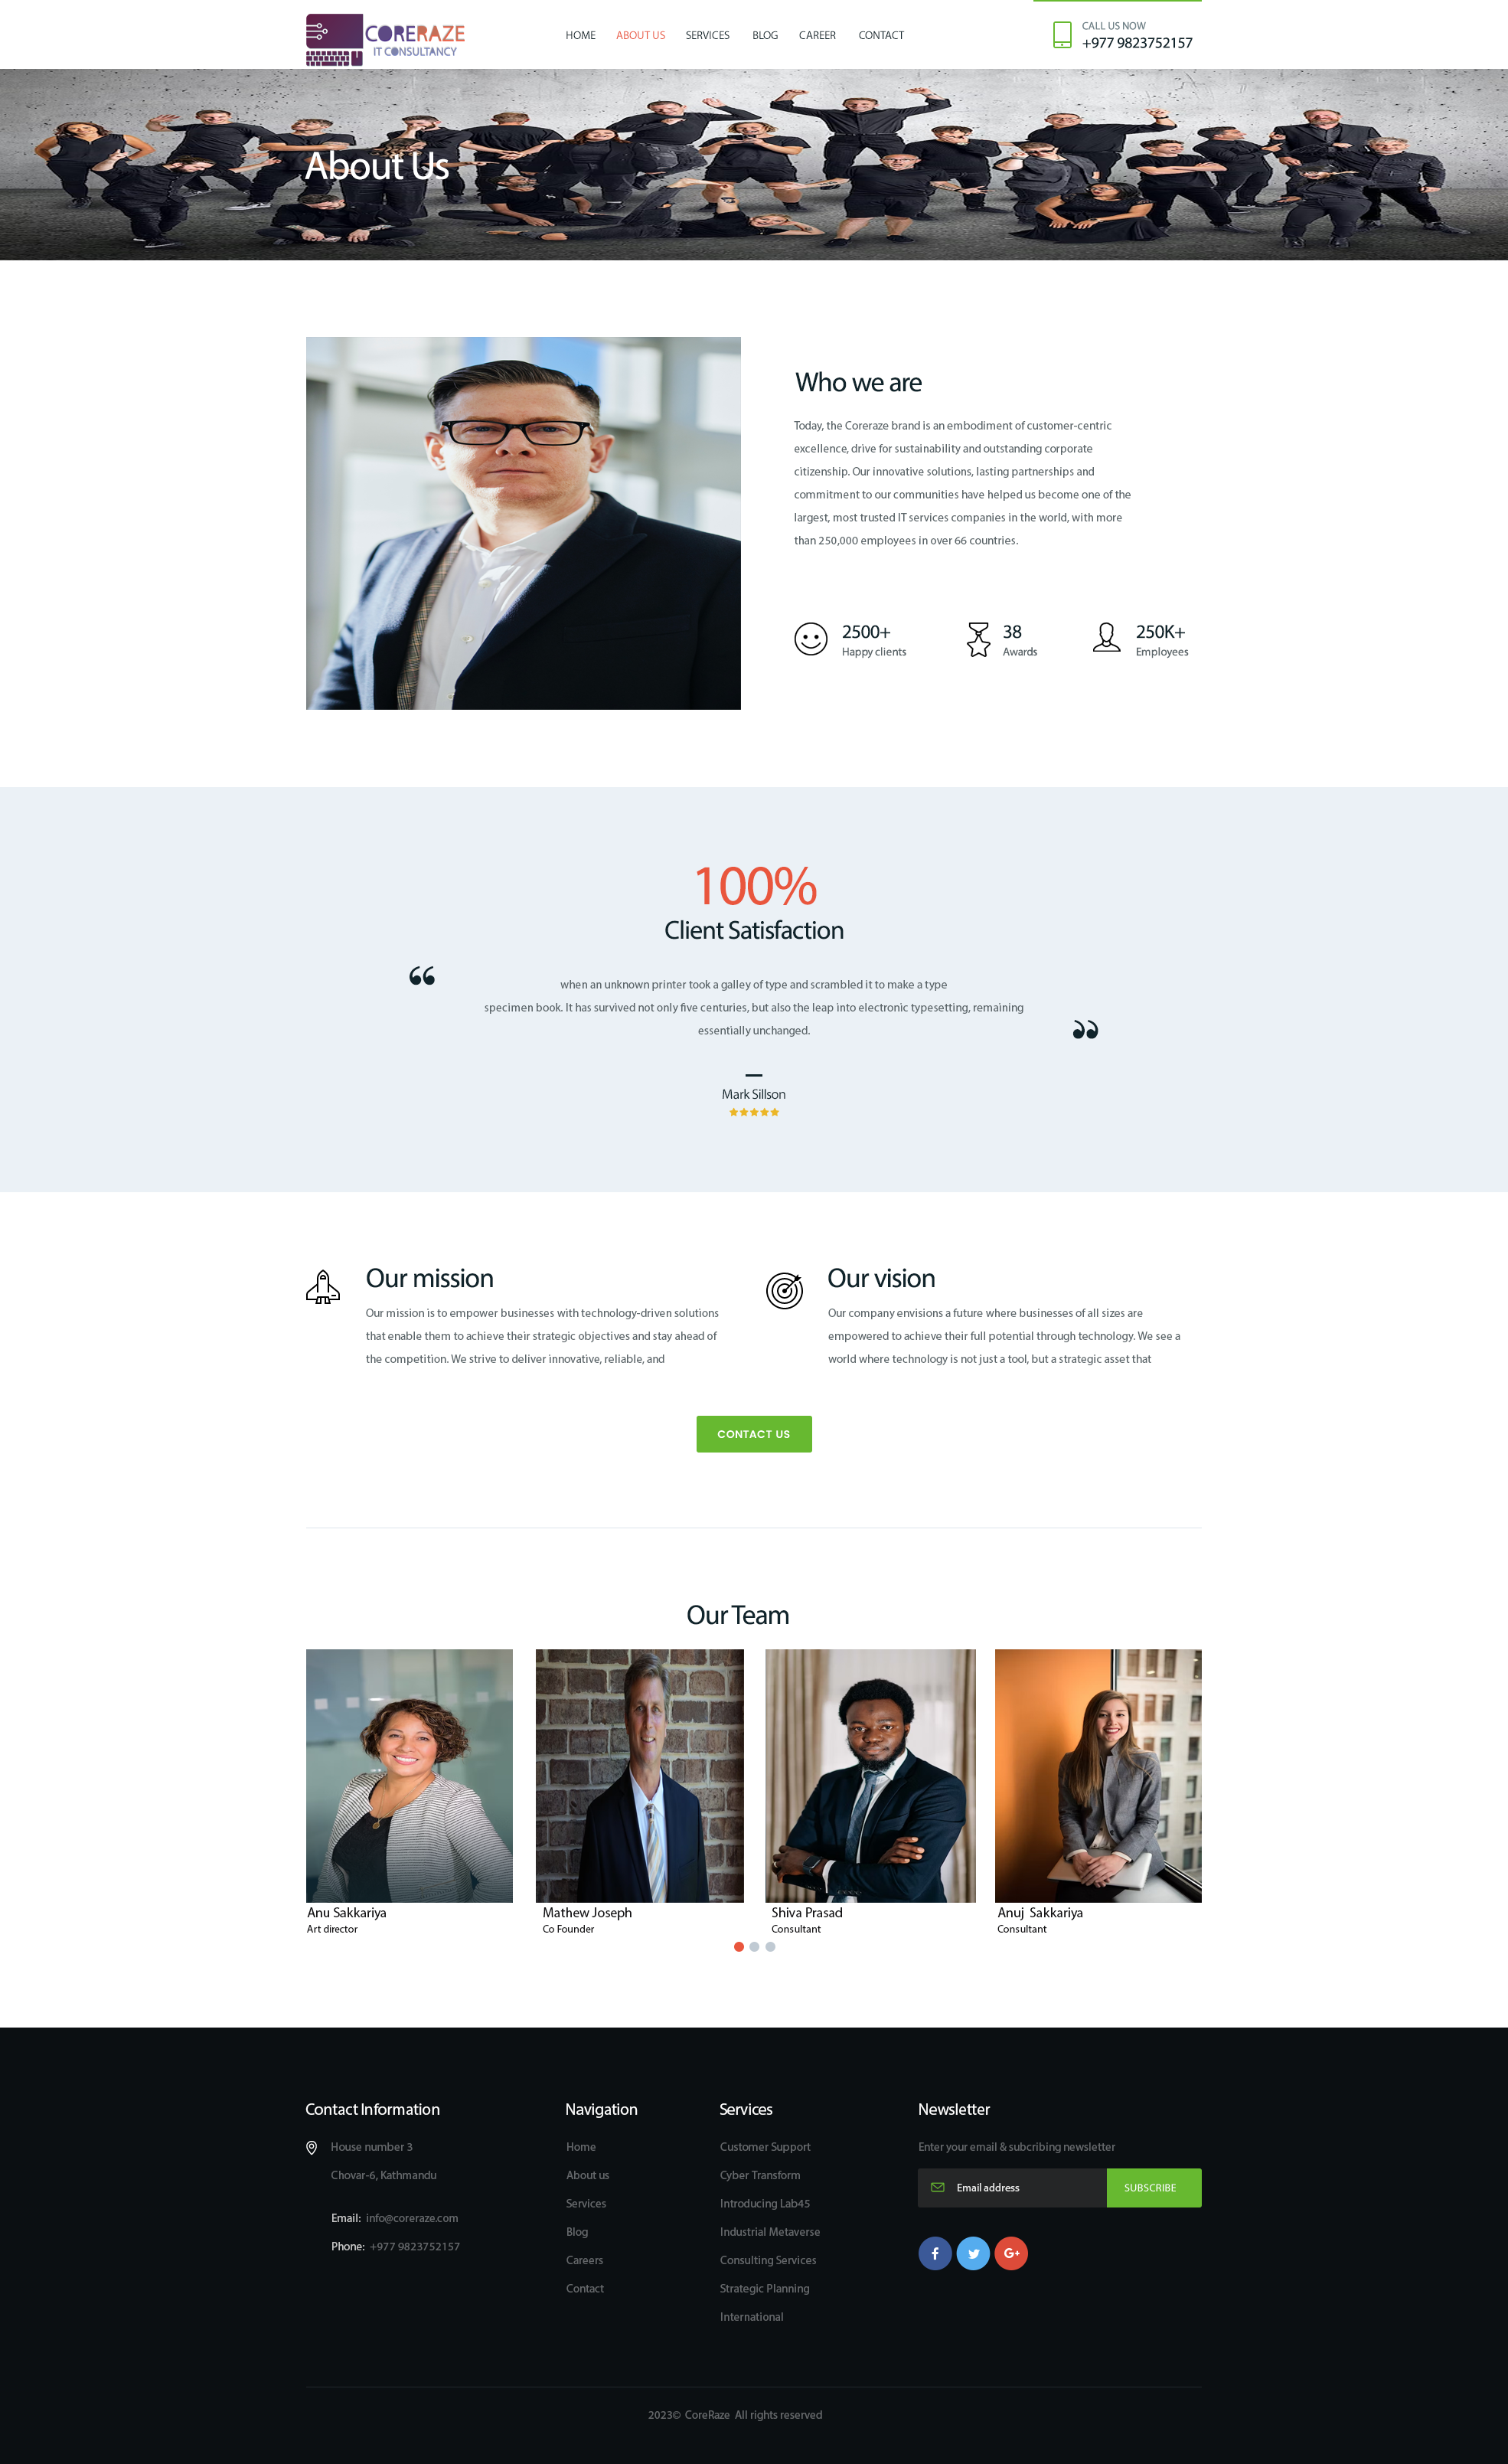 CORERAZE
IT CONSULTANCY
HOME ABOUT US SERVICES BLOG CAREER CONTACT
CALL US NOW
+977 9823752157
About Us
Who we are
Today, the Coreraze brand is an embodiment of customer-centric
excellence, drive for sustainability and outstanding corporate
citizenship. Our innovative solutions, lasting partnerships and
commitment to our communities have helped us become one of the
largest, most trusted IT services companies in the world, with more
than 250,000 employees in over 66 countries.
2500+
Happy clients
38
Awards
250K+
Employees
100%
Client Satisfaction
“
when an unknown printer took a galley of type and scrambled it to make a type
specimen book. It has survived not only five centuries, but also the leap into electronic typesetting, remaining
essentially unchanged.
”
Mark Sillson
Our mission
Our mission is to empower businesses with technology-driven solutions
that enable them to achieve their strategic objectives and stay ahead of
the competition. We strive to deliver innovative, reliable, and
Our vision
Our company envisions a future where businesses of all sizes are
empowered to achieve their full potential through technology. We see a
world where technology is not just a tool, but a strategic asset that
CONTACT US
Our Team
Anu Sakkariya
Art director
Mathew Joseph
Co Founder
Shiva Prasad
Consultant
Anuj Sakkariya
Consultant
Contact Information
House number 3
Chovar-6, Kathmandu
Email: info@coreraze.com
Phone: +977 9823752157
Navigation
Home
About us
Services
Blog
Careers
Contact
Services
Customer Support
Cyber Transform
Introducing Lab45
Industrial Metaverse
Consulting Services
Strategic Planning
International
Newsletter
Enter your email & subcribing newsletter
Email address
SUBSCRIBE
f
G+
2023© CoreRaze All rights reserved